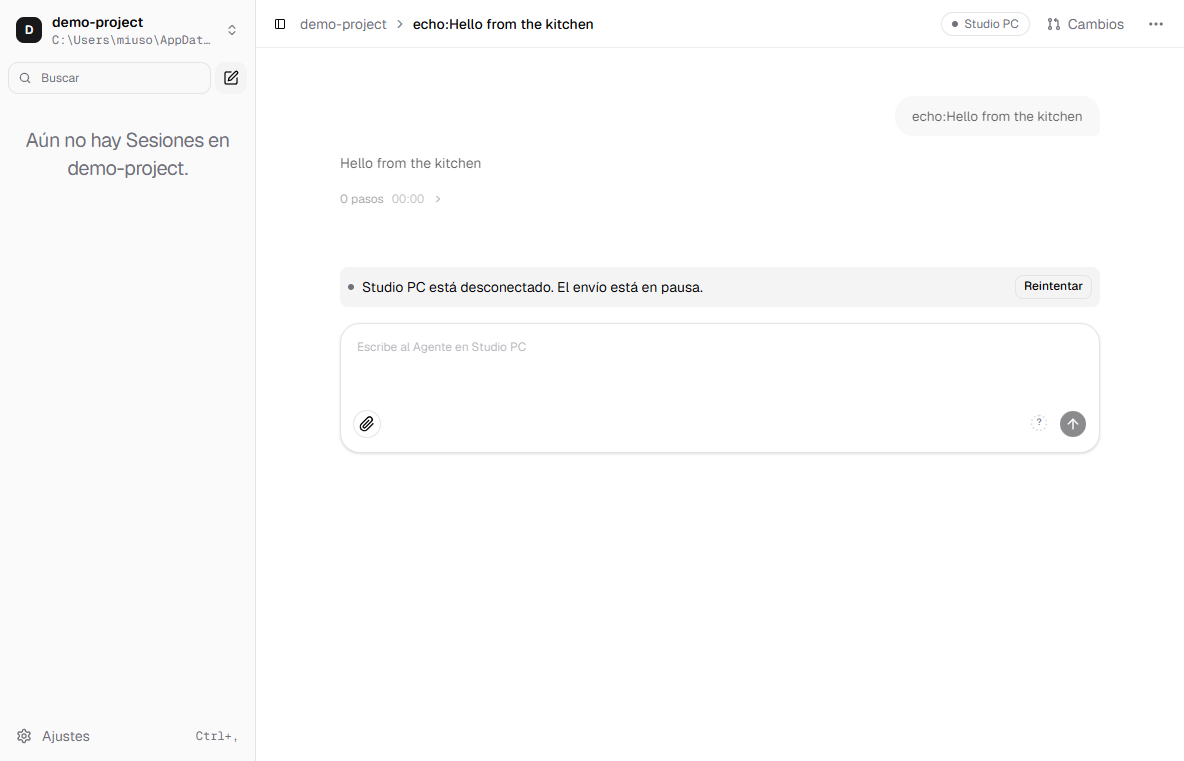 D
demo-project
C:\Users\miuso\AppDat…
Buscar
Aún no hay Sesiones en
demo-project.
Ajustes
Ctrl+,
demo-project > echo:Hello from the kitchen
Studio PC
Cambios
echo:Hello from the kitchen
Hello from the kitchen
0 pasos 00:00
Studio PC está desconectado. El envío está en pausa.
Reintentar
Escribe al Agente en Studio PC
?